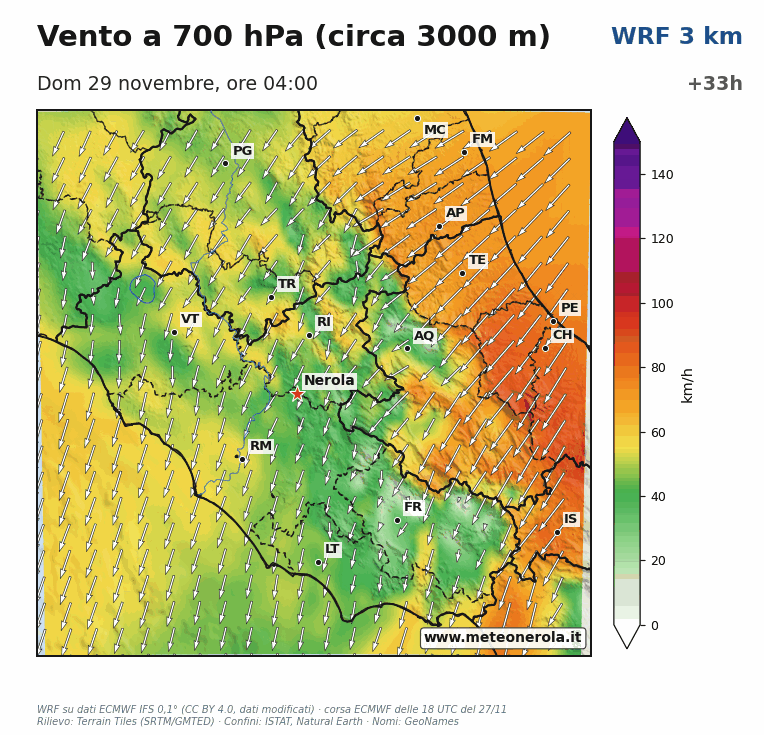 Vento a 700 hPa (circa 3000 m)
WRF 3 km
Dom 29 novembre, ore 04:00
+33h
MC
FM
PG
AP
TE
TR
PE
VT
RI
AQ
CH
Nerola
RM
FR
IS
LT
www.meteonerola.it
140
120
100
80
60
40
20
0
km/h
WRF su dati ECMWF IFS 0,1° (CC BY 4.0, dati modificati) · corsa ECMWF delle 18 UTC del 27/11
Rilievo: Terrain Tiles (SRTM/GMTED) · Confini: ISTAT, Natural Earth · Nomi: GeoNames